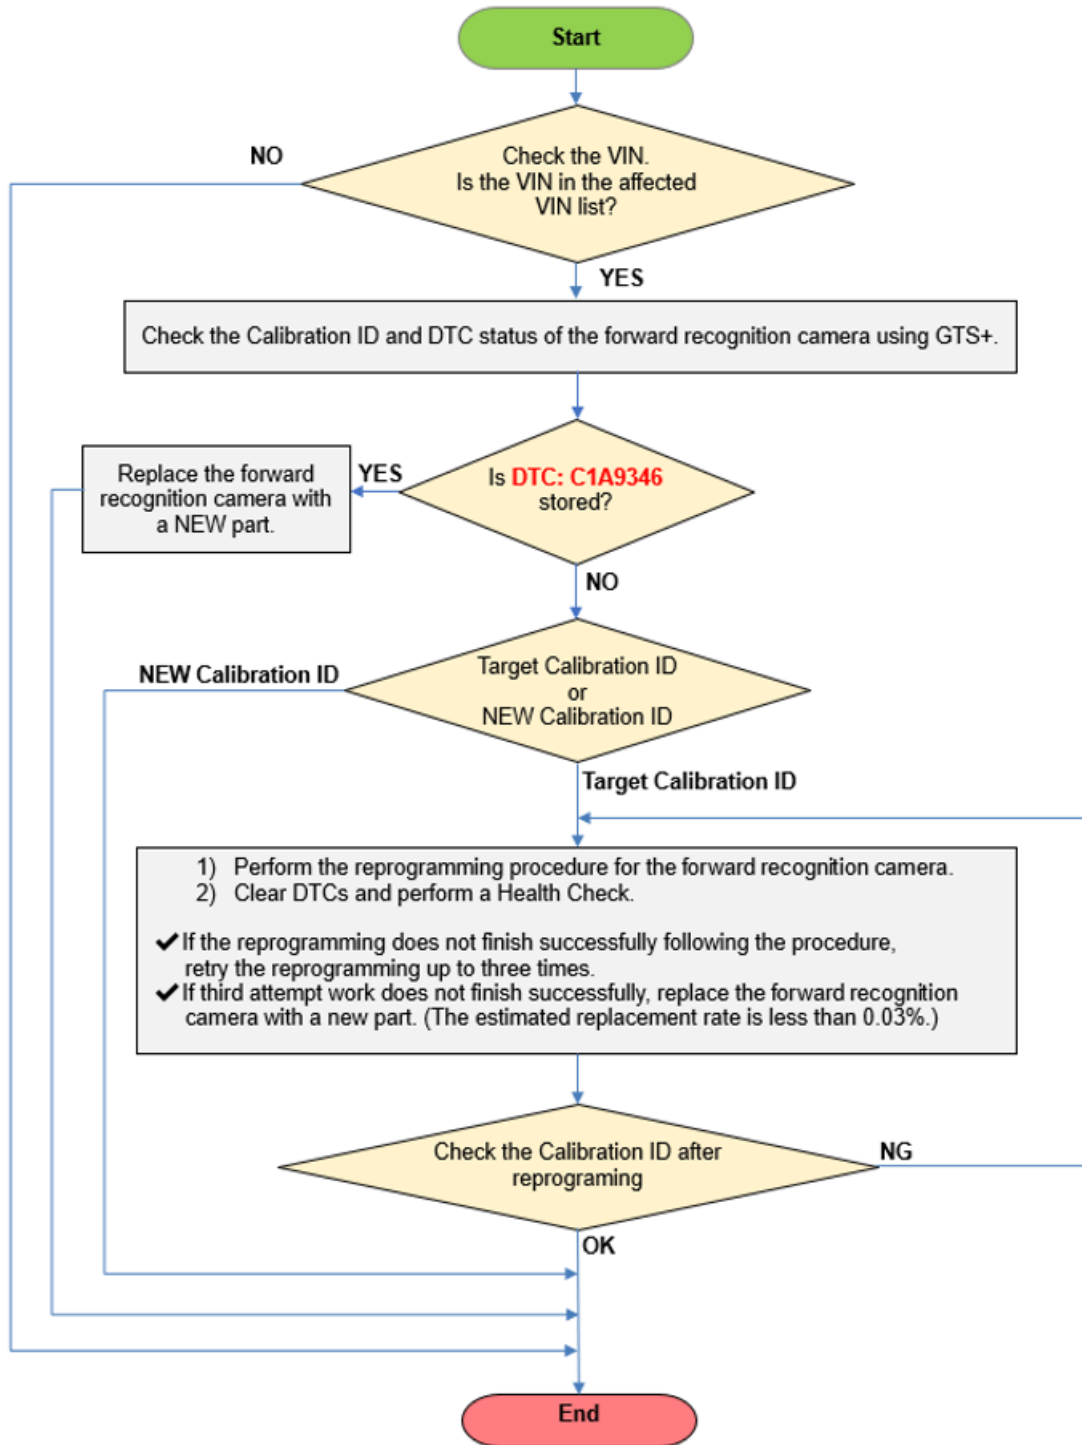 Start
NO
Check the VIN.
Is the VIN in the affected
VIN list?
YES
Check the Calibration ID and DTC status of the forward recognition camera using GTS+.
Replace the forward
recognition camera with
a NEW part.
YES
Is DTC: C1A9346
stored?
NO
NEW Calibration ID
Target Calibration ID
or
NEW Calibration ID
Target Calibration ID
1) Perform the reprogramming procedure for the forward recognition camera.
2) Clear DTCs and perform a Health Check.
✔ If the reprogramming does not finish successfully following the procedure,
retry the reprogramming up to three times.
✔ If third attempt work does not finish successfully, replace the forward recognition
camera with a new part. (The estimated replacement rate is less than 0.03%.)
Check the Calibration ID after
reprograming
NG
OK
End